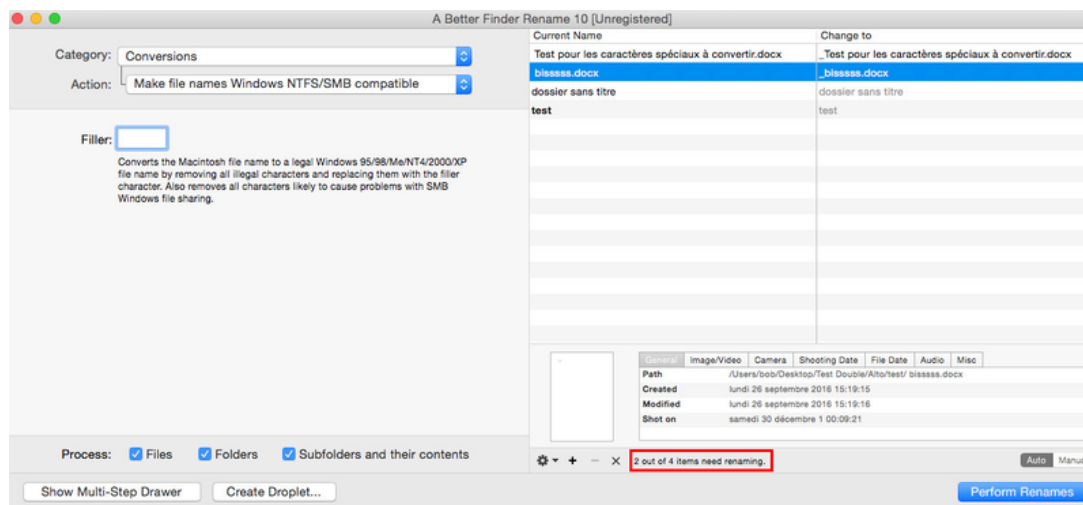 A Better Finder Rename 10 [Unregistered]
Category: Conversions
Action: Make file names Windows NTFS/SMB compatible
Filler:
Converts the Macintosh file name to a legal Windows 95/98/Me/NT4/2000/XP
file name by removing all illegal characters and replacing them with the filler
character. Also removes all characters likely to cause problems with SMB
Windows file sharing.
Process: Files Folders Subfolders and their contents
Show Multi-Step Drawer Create Droplet...
Current Name Change to
Test pour les caractères spéciaux à convertir.docx _Test pour les caractères spéciaux à convertir.docx
bisssss.docx _bisssss.docx
dossier sans titre dossier sans titre
test test
General Image/Video Camera Shooting Date File Date Audio Misc
Path /Users/bob/Desktop/Test Double/Alto/test/ bisssss.docx
Created lundi 26 septembre 2016 15:19:15
Modified lundi 26 septembre 2016 15:19:16
Shot on samedi 30 décembre 1 00:09:21
2 out of 4 items need renaming. Auto Manua
Perform Renames